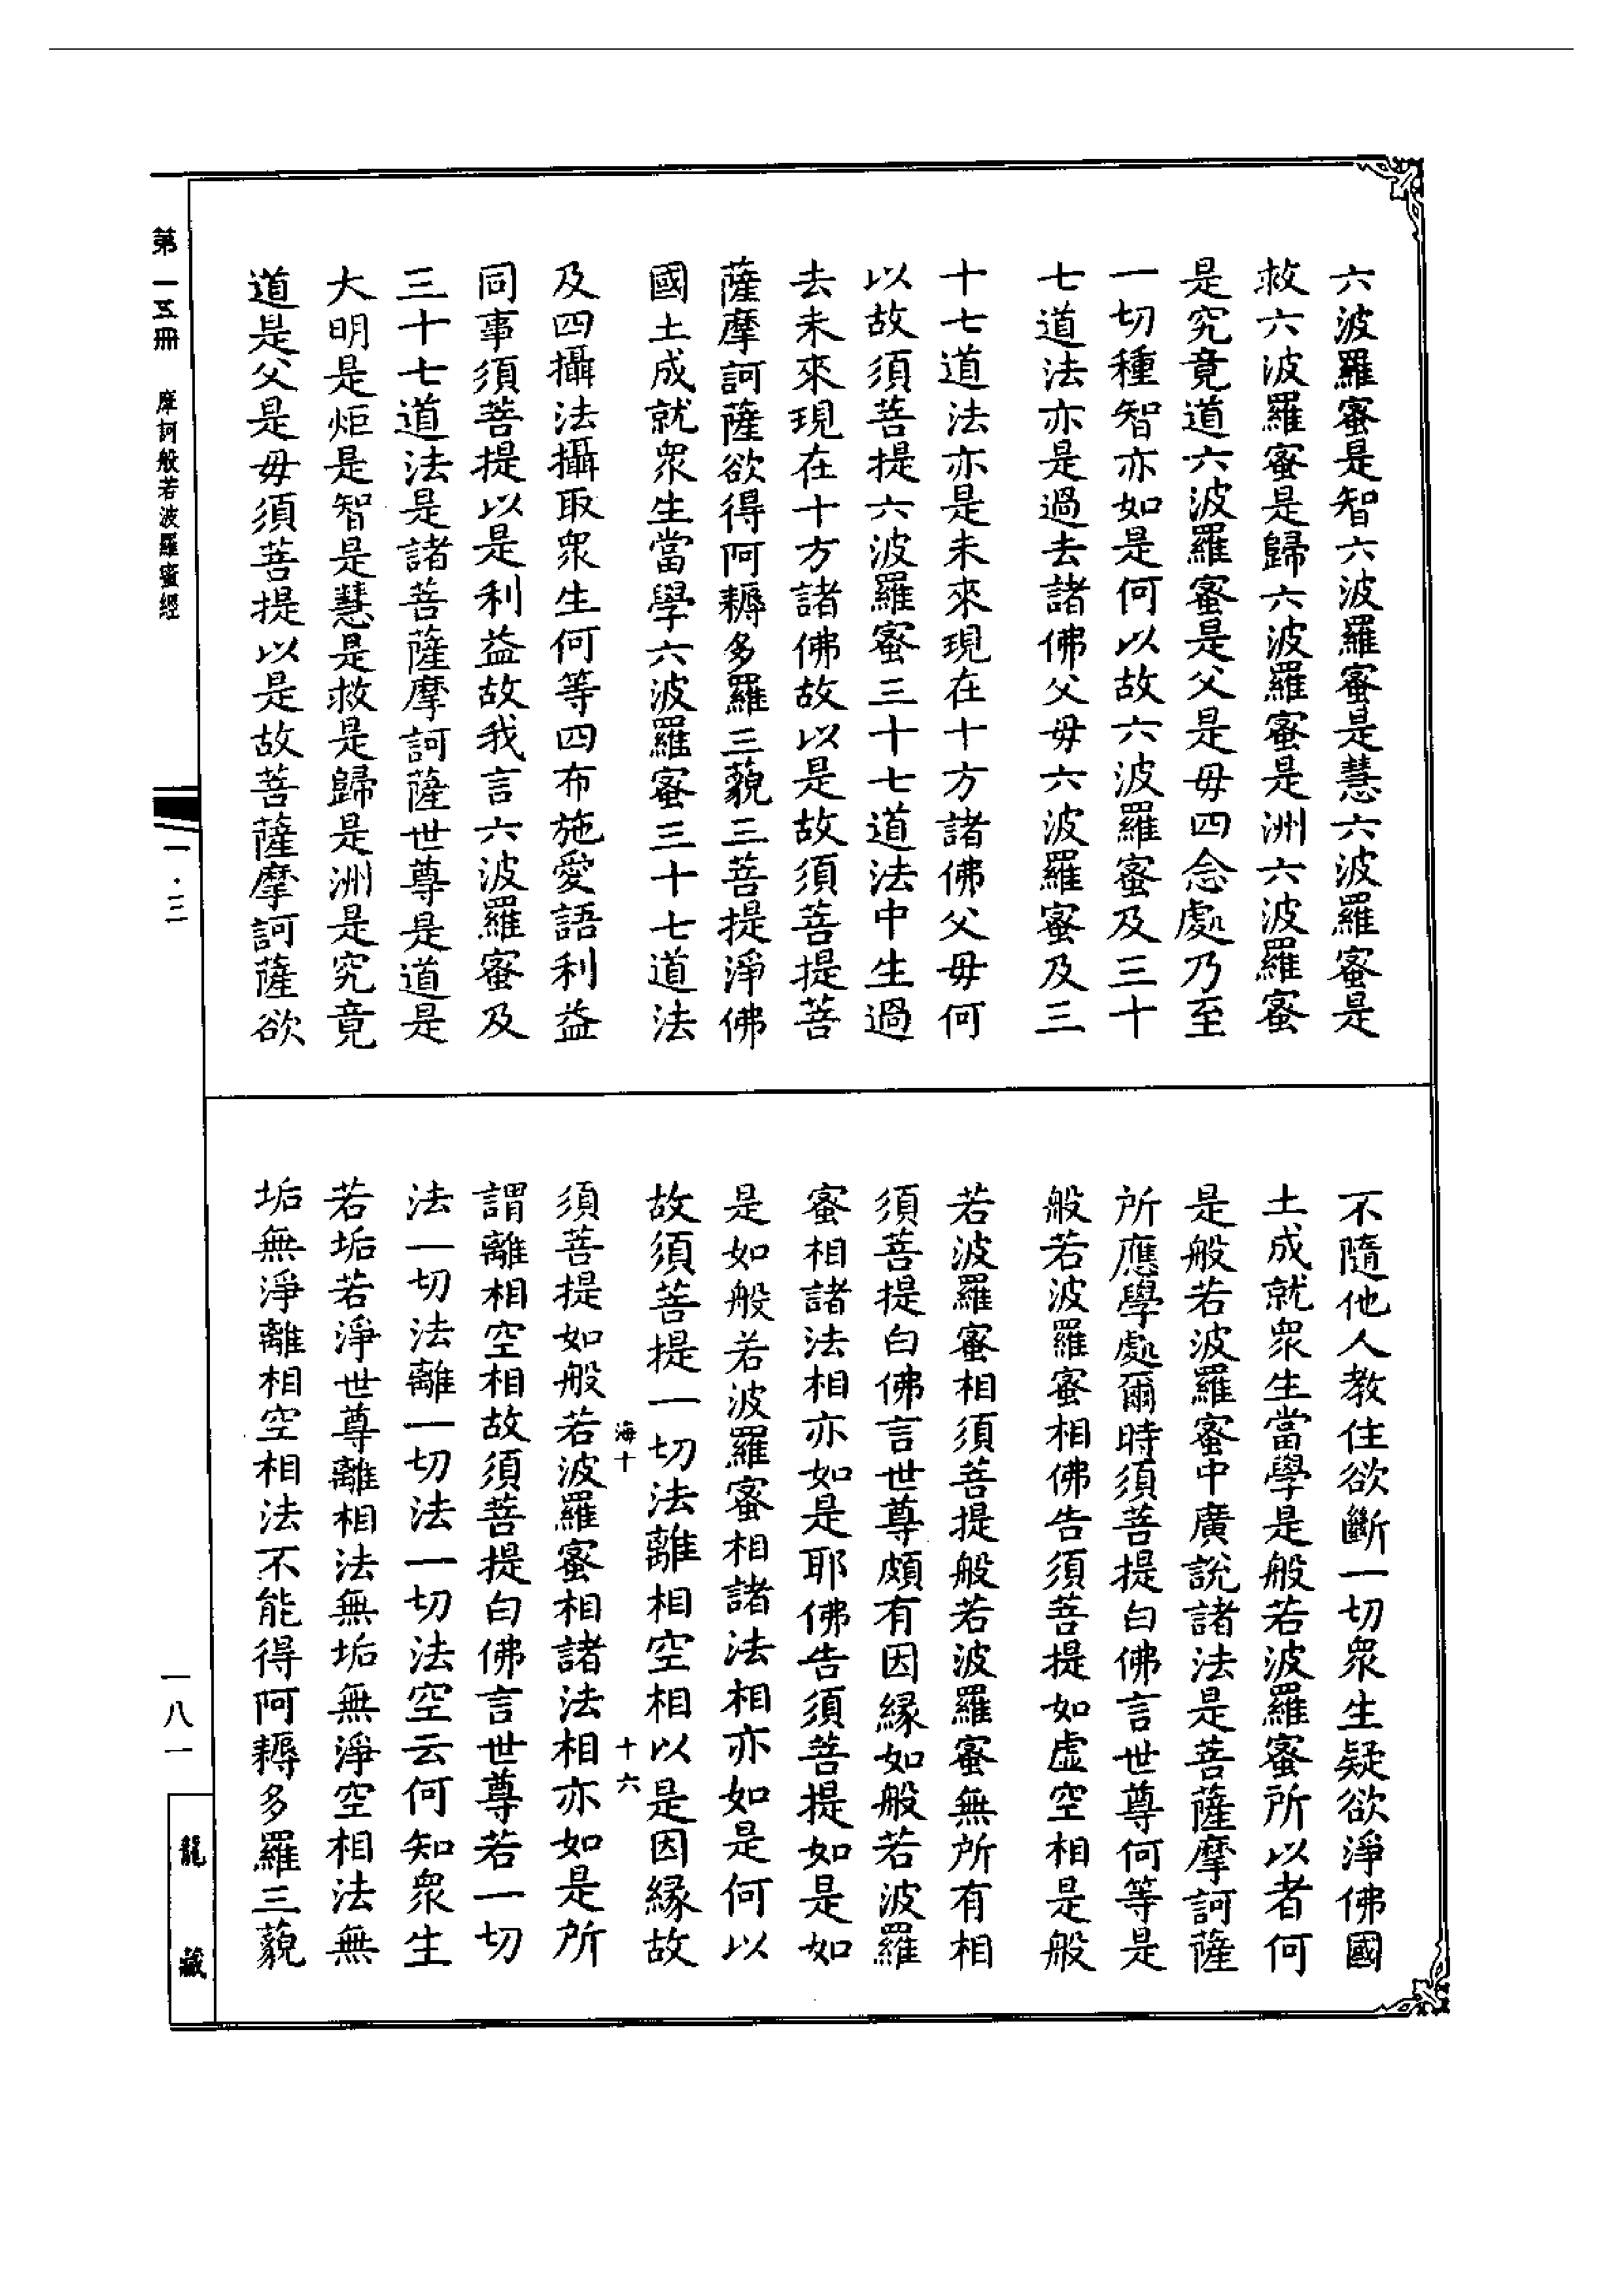 六波羅蜜是智六波羅蜜是慧六波羅蜜是
救六波羅蜜是歸六波羅蜜是洲六波羅蜜
是究竟道六波羅蜜是父是毋四念處乃至
一切種智亦如是何以故六波羅蜜及三十
七道法亦是過去諸佛父毋六波羅蜜及三
十七道法亦是未來現在十方諸佛父毋何
以故須菩提六波羅蜜三十七道法中生過
去未來現在十方諸佛故以是故須菩提菩
薩摩訶薩欲得阿耨多羅三藐三菩提淨佛
國土成就眾生當學六波羅蜜三十七道法
及四攝法攝取眾生何等四布施愛語利益
同事須菩提以是利益故我言六波羅蜜及
三十七道法是諸菩薩摩訶薩世尊是道是
大明是炬是智是慧是救是歸是洲是究竟
道是父是毋須菩提以是故菩薩摩訶薩欲
不隨他人教住欲斷一切眾生疑欲淨佛國
土成就眾生當學是般若波羅蜜所以者何
是般若波羅蜜中廣說諸法是菩薩摩訶薩
所應學處爾時須菩提白佛言世尊何等是
般若波羅蜜相佛告須菩提如虛空相是般
若波羅蜜相須菩提般若波羅蜜無所有相
須菩提白佛言世尊頗有因緣如般若波羅
蜜相諸法相亦如是耶佛告須菩提如是如
是如般若波羅蜜相諸法相亦如是何以
故須菩提一切法離相空相以是因緣故
海十 十六
須菩提如般若波羅蜜相諸法相亦如是所
謂離相空相故須菩提白佛言世尊若一切
法一切法離一切法一切法空云何知眾生
若垢若淨世尊離相法無垢無淨空相法無
垢無淨離相空相法不能得阿耨多羅三藐
第一五冊 摩訶般若波羅蜜經
一·三
一八一
龍藏